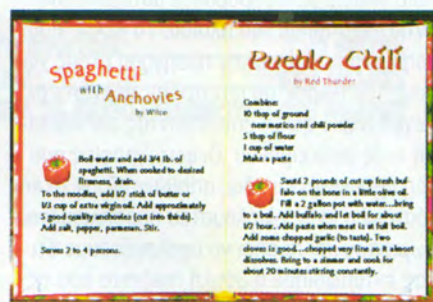 Spaghetti
with Anchovies
by Wilce
Boil water and add 3/4 lb. of
spaghetti. When cooked to desired
firmness, drain.
To the noodles, add 1/2 stick of butter or
1/3 cup of extra virgin oil. Add approximately
5 good quality anchovies (cut into thirds).
Add salt, pepper, parmesan. Stir.
Serves 2 to 4 persons.
Pueblo Chili
by Red Thunder
Combine:
10 tbsp of ground
new mexico red chili powder
5 tbsp of flour
1 cup of water
Make a paste
Sauté 2 pounds of cut up fresh buf-
falo on the bone in a little olive oil.
Fill a 2 gallon pot with water...bring
to a boil. Add buffalo and let boil for about
1/2 hour. Add paste when meat is at full boil.
Add some chopped garlic (to taste). Two
cloves is good...chopped very fine so it almost
dissolves. Bring to a simmer and cook for
about 20 minutes stirring constantly.